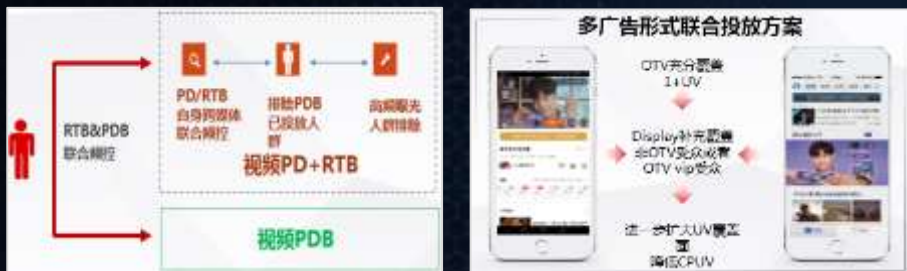 RTB&PDB
联合频控
PD/RTB
自身跨媒体
联合频控
排除PDB
已投放人
群
高频曝光
人群排除
视频PD+RTB
视频PDB
多广告形式联合投放方案
OTV充分覆盖
1+UV
Display补充覆盖
非OTV受众或者
OTV vip受众
进一步扩大UV覆盖
面
降低CPUV